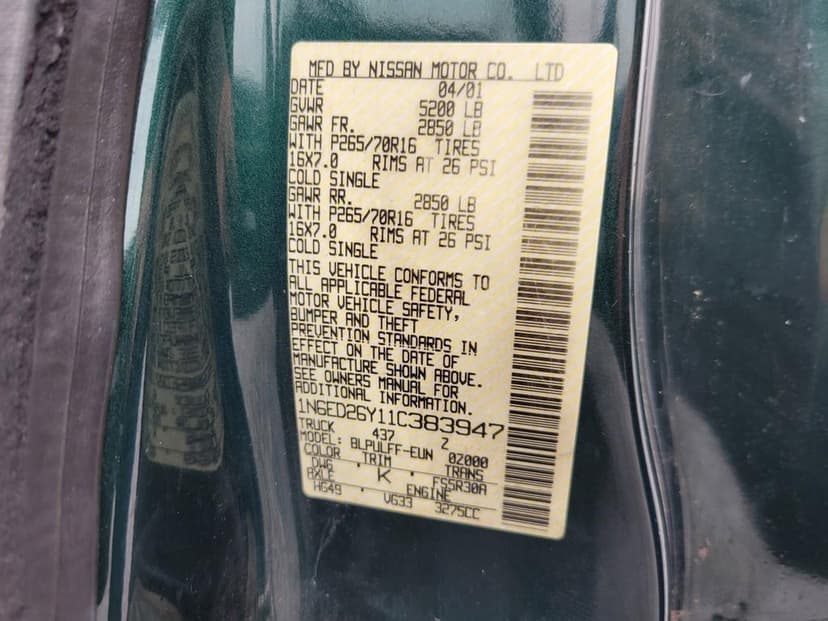 MFD BY NISSAN MOTOR CO. LTD
DATE 04/01
GVWR 5200 LB
GAWR FR. 2850 LB
WITH P265/70R16 TIRES
16X7.0 RIMS AT 26 PSI
COLD SINGLE
GAWR RR. 2850 LB
WITH P265/70R16 TIRES
16X7.0 RIMS AT 26 PSI
COLD SINGLE
THIS VEHICLE CONFORMS TO
ALL APPLICABLE FEDERAL
MOTOR VEHICLE SAFETY,
BUMPER AND THEFT
PREVENTION STANDARDS IN
EFFECT ON THE DATE OF
MANUFACTURE SHOWN ABOVE.
SEE OWNERS MANUAL FOR
ADDITIONAL INFORMATION.
1N6ED26Y11C383947
TRUCK 437 Z
MODEL: BLPULFF-EUN 0Z000
COLOR TRIM TRANS
DW6 . K . FS5R30A
AXLE ENGINE
HG49 . VG33 3275CC